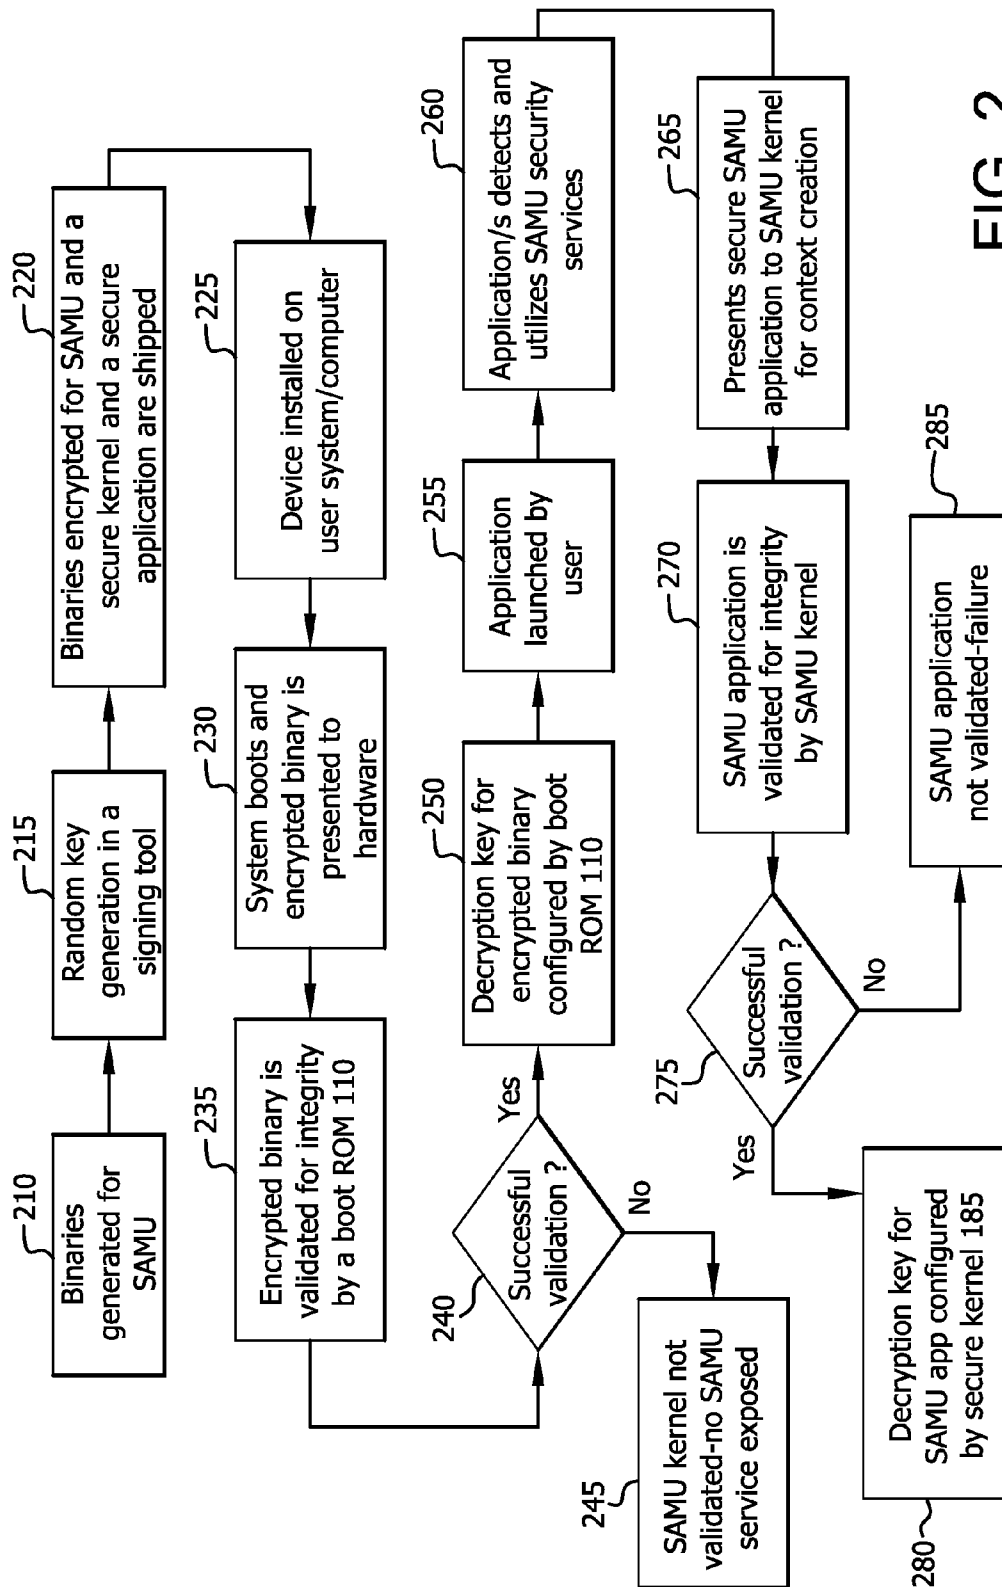 210
Binaries
generated for
SAMU
215
Random key
generation in a
signing tool
220
Binaries encrypted for SAMU and a
secure kernel and a secure
application are shipped
225
Device installed on
user system/computer
230
System boots and
encrypted binary is
presented to
hardware
235
Encrypted binary is
validated for integrity
by a boot ROM 110
240
Successful
validation ?
Yes
No
245
SAMU kernel not
validated-no SAMU
service exposed
250
Decryption key for
encrypted binary
configured by boot
ROM 110
255
Application
launched by
user
260
Application/s detects and
utilizes SAMU security
services
265
Presents secure SAMU
application to SAMU kernel
for context creation
270
SAMU application is
validated for integrity
by SAMU kernel
275
Successful
validation ?
Yes
No
280
Decryption key for
SAMU app configured
by secure kernel 185
285
SAMU application
not validated-failure
FIG. 2